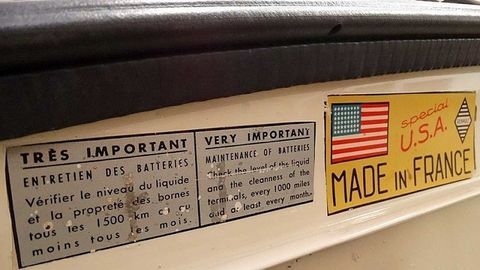 TRÈS IMPORTANT
ENTRETIEN DES BATTERIES
Vérifier le niveau du liquide
et la propreté des bornes
tous les 1500 km ou au
moins tous les mois.
VERY IMPORTANT
MAINTENANCE OF BATTERIES
Check the level of the liquid
and the cleanness of the
terminals, every 1000 miles
and at least every month.
special
U.S.A.
MADE IN FRANCE